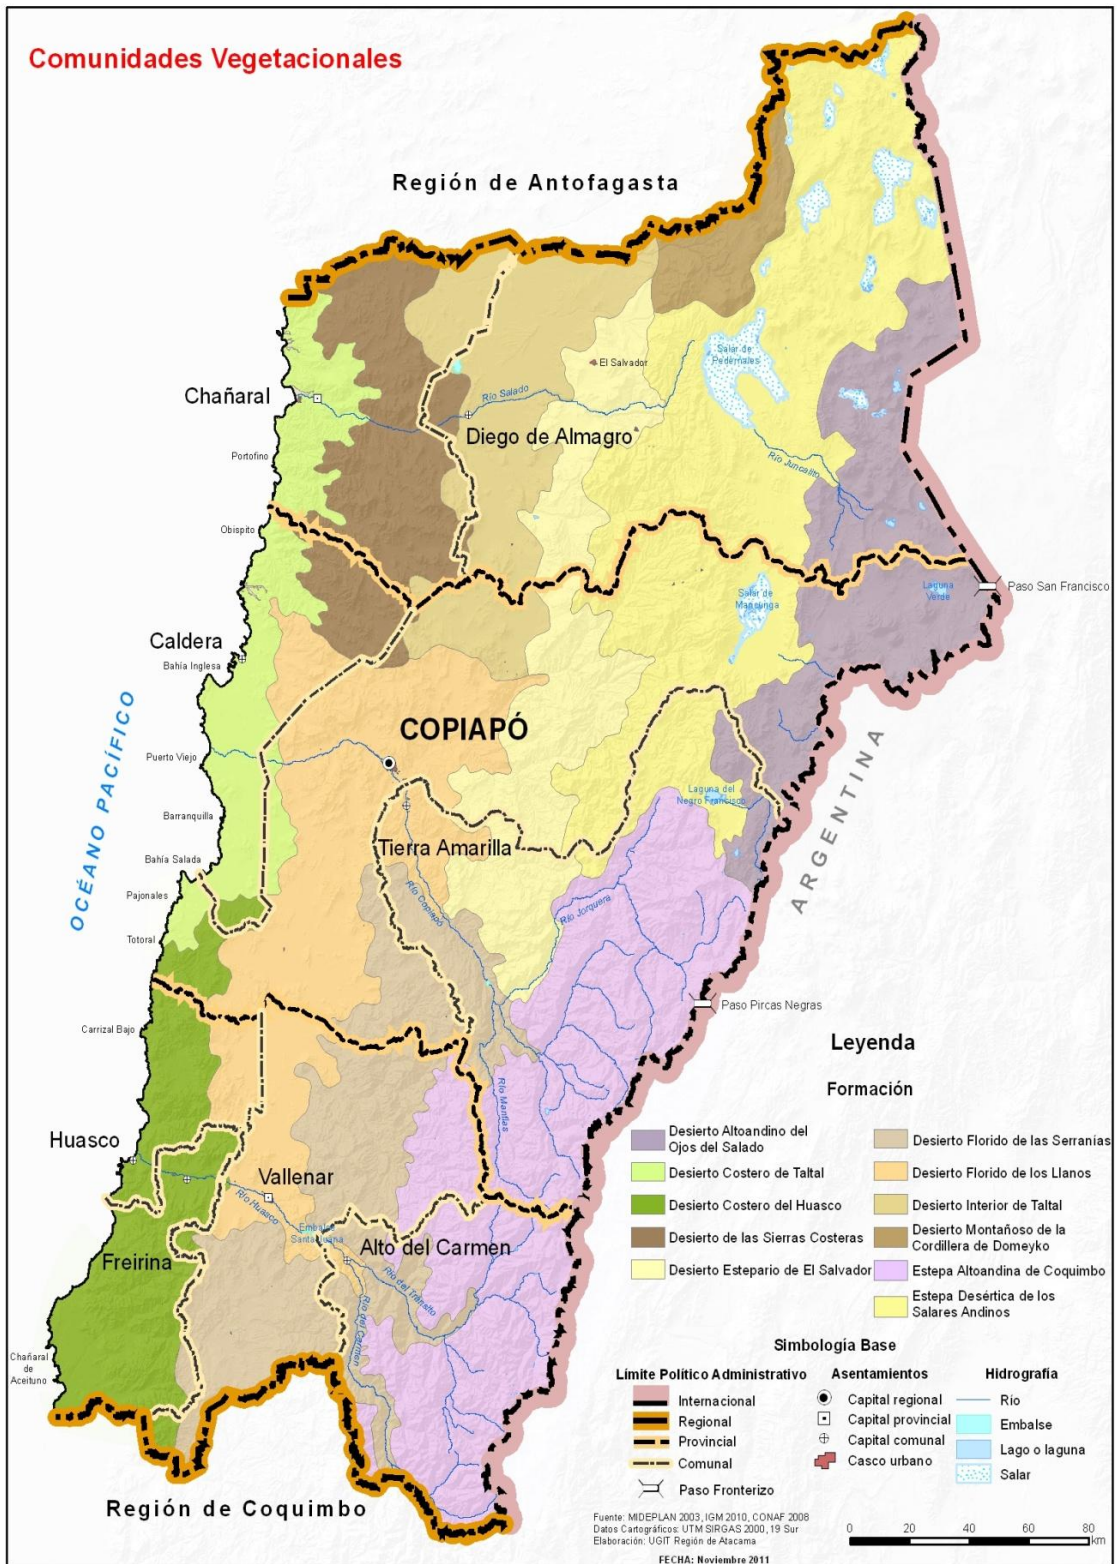 Comunidades Vegetacionales
Región de Antofagasta
Salar de
Pedernales
El Salvador
Chañaral
Río Salado
Diego de Almagro
Portofino
Río Juncalito
Obispito
Laguna
Verde
Paso San Francisco
Salar de
Maricunga
Caldera
Bahía Inglesa
OCÉANO PACÍFICO
COPIAPÓ
Puerto Viejo
ARGENTINA
Laguna del
Negro Francisco
Barranquilla
Tierra Amarilla
Bahía Salada
Pajonales
Río Copiapó
Río Jorquera
Totoral
Paso Pircas Negras
Carrizal Bajo
Río Manflas
Huasco
Vallenar
Río Huasco
Embalse
Santa Juana
Alto del Carmen
Freirina
Río del Tránsito
Río del Carmen
Chañaral
de
Aceituno
Región de Coquimbo
Leyenda
Formación
Desierto Altoandino del
Ojos del Salado
Desierto Costero de Taltal
Desierto Costero del Huasco
Desierto de las Sierras Costeras
Desierto Estepario de El Salvador
Desierto Florido de las Serranías
Desierto Florido de los Llanos
Desierto Interior de Taltal
Desierto Montañoso de la
Cordillera de Domeyko
Estepa Altoandina de Coquimbo
Estepa Desértica de los
Salares Andinos
Simbología Base
Límite Político Administrativo
Internacional
Regional
Provincial
Comunal
Paso Fronterizo
Asentamientos
Capital regional
Capital provincial
Capital comunal
Casco urbano
Hidrografía
Río
Embalse
Lago o laguna
Salar
Fuente: MIDEPLAN 2003, IGM 2010, CONAF 2008
Datos Cartográficos: UTM SIRGAS 2000, 19 Sur
Elaboración: UGIT Región de Atacama
FECHA: Noviembre 2011
0 20 40 60 80
km